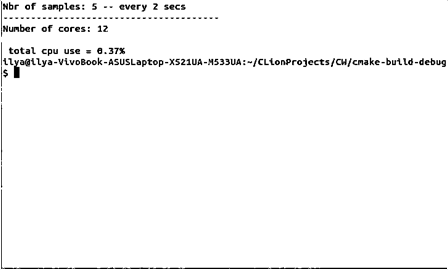 Nbr of samples: 5 -- every 2 secs
------------------------------------
Number of cores: 12
total cpu use = 0.37%
ilya@ilya-VivoBook-ASUSLaptop-X521UA-M533UA:~/CLionProjects/CW/cmake-build-debug
$